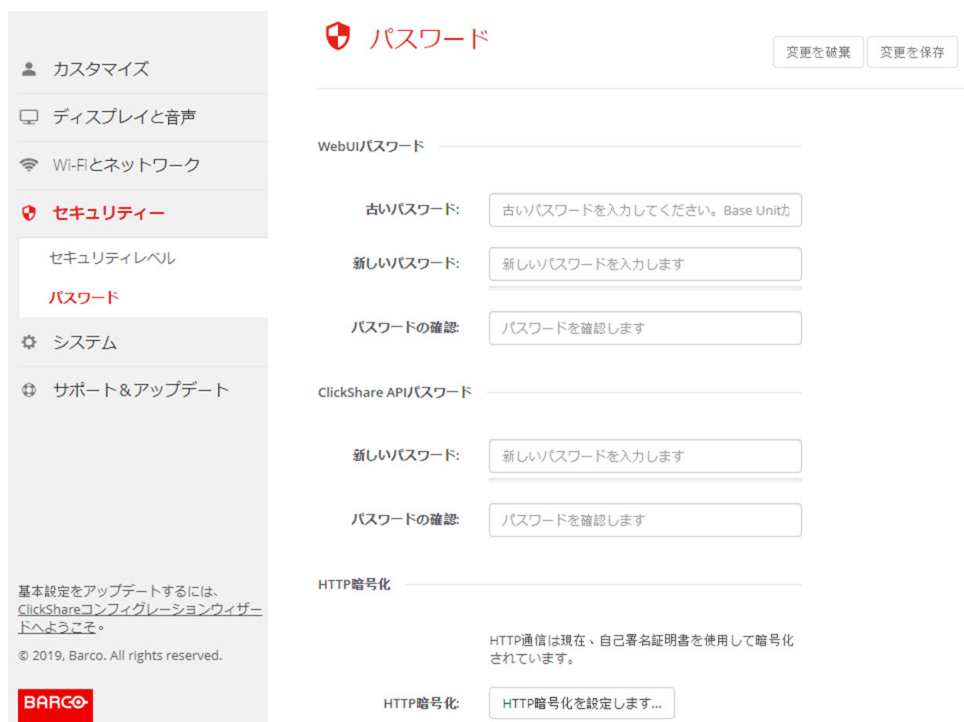 パスワード
変更を破棄
変更を保存
カスタマイズ
ディスプレイと音声
Wi-Fiとネットワーク
セキュリティー
セキュリティレベル
パスワード
システム
サポート&アップデート
基本設定をアップデートするには、
ClickShareコンフィグレーションウィザー
ドへようこそ。
© 2019, Barco. All rights reserved.
BARCO
WebUIパスワード
古いパスワード:
古いパスワードを入力してください。Base Unitカ
新しいパスワード:
新しいパスワードを入力します
パスワードの確認:
パスワードを確認します
ClickShare APIパスワード
新しいパスワード:
新しいパスワードを入力します
パスワードの確認:
パスワードを確認します
HTTP暗号化
HTTP通信は現在、自己署名証明書を使用して暗号化
されています。
HTTP暗号化:
HTTP暗号化を設定します...